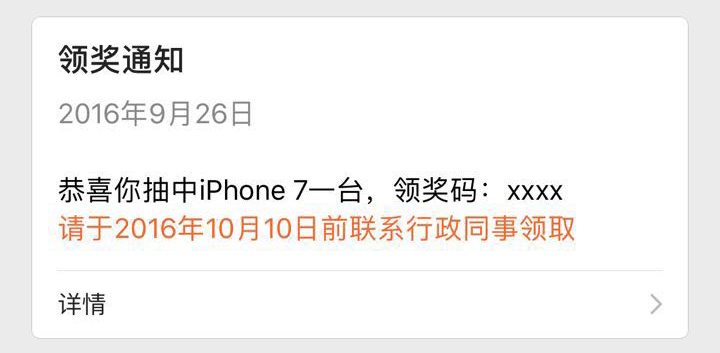 领奖通知
2016年9月26日
恭喜你抽中iPhone 7一台，领奖码：xxxx
请于2016年10月10日前联系行政同事领取
详情